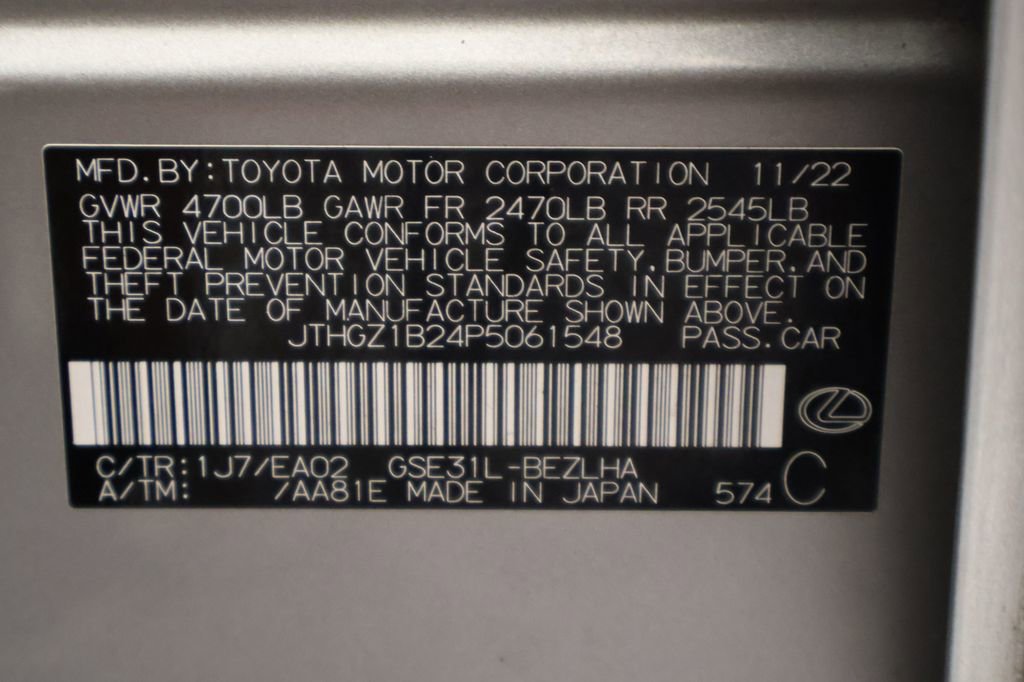 MFD.BY:TOYOTA MOTOR CORPORATION 11/22
GVWR 4700LB GAWR FR 2470LB RR 2545LB
THIS VEHICLE CONFORMS TO ALL APPLICABLE
FEDERAL MOTOR VEHICLE SAFETY,BUMPER,AND
THEFT PREVENTION STANDARDS IN EFFECT ON
THE DATE OF MANUFACTURE SHOWN ABOVE.
JTHGZ1B24P5061548 PASS.CAR
C/TR:1J7/EA02 GSE31L-BEZLHA
A/TM: /AA81E MADE IN JAPAN 574 C